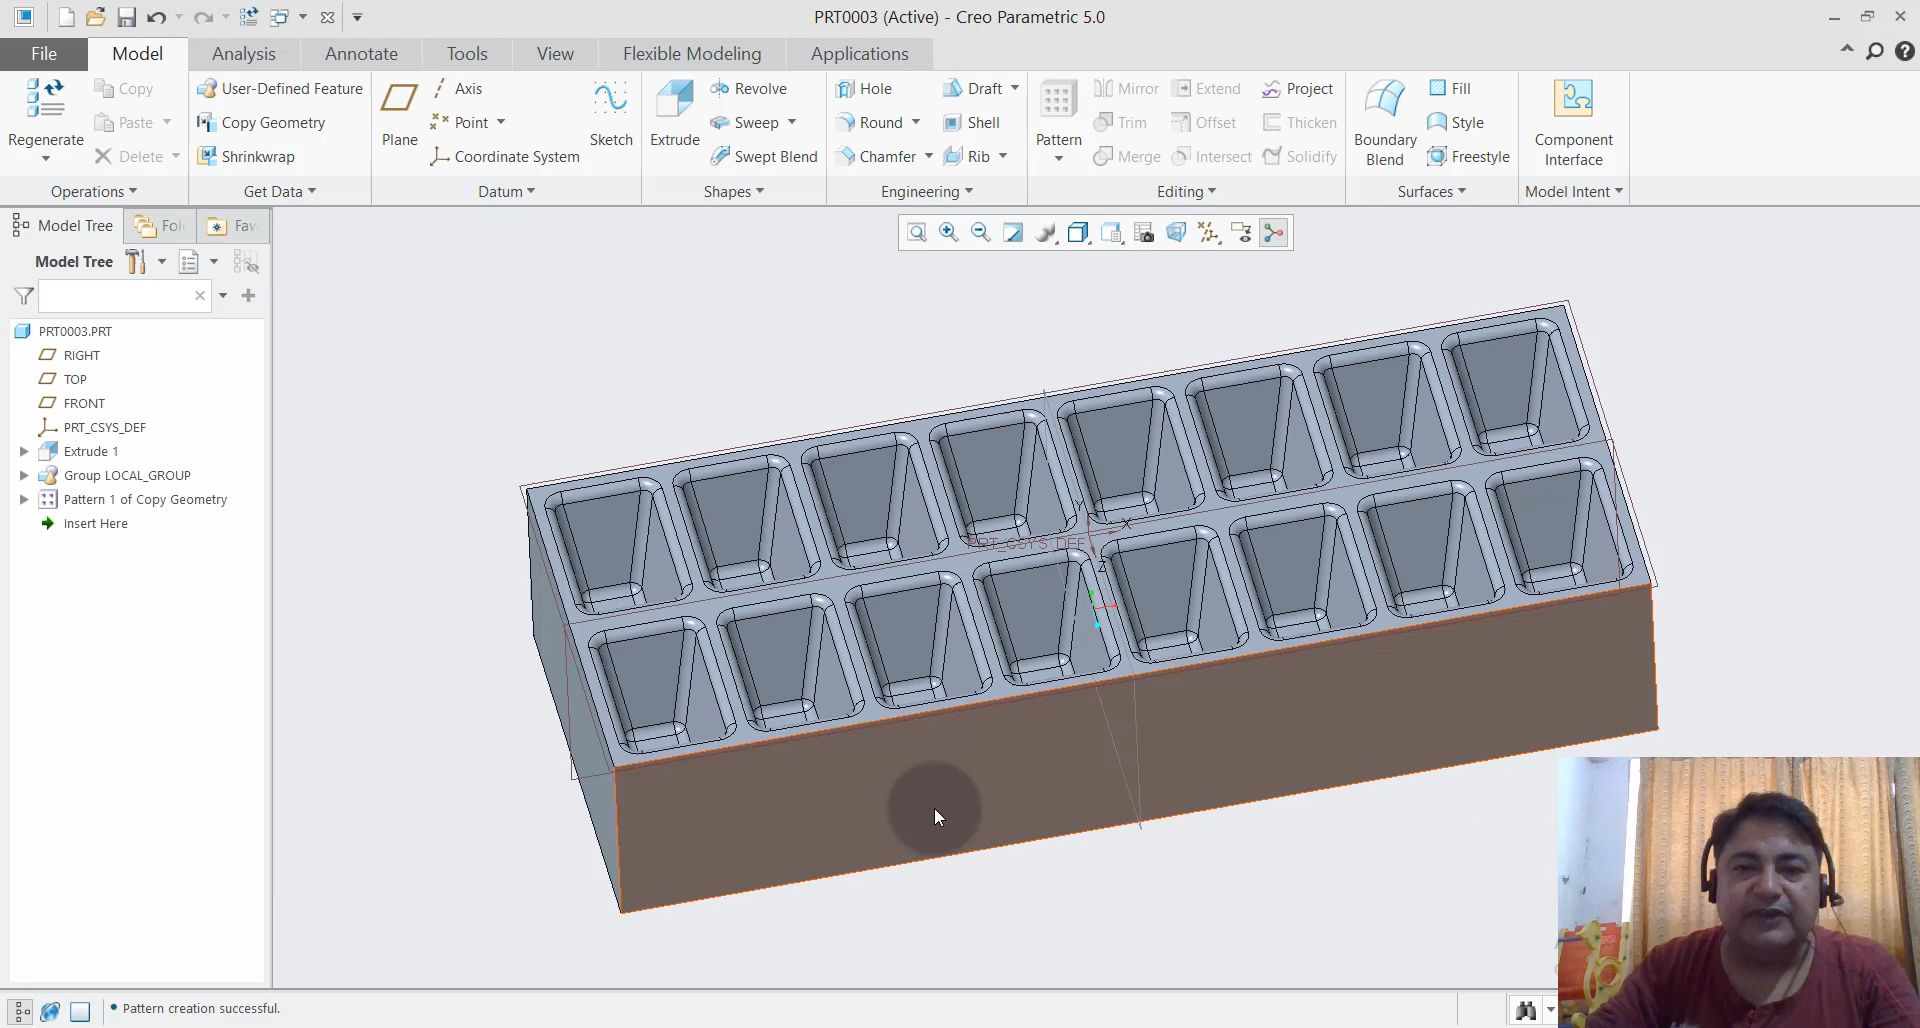 PRT0003 (Active) - Creo Parametric 5.0
File Model Analysis Annotate Tools View Flexible Modeling Applications
Regenerate
Copy
Paste
Delete
Operations
User-Defined Feature
Copy Geometry
Shrinkwrap
Get Data
Plane
Axis
Point
Coordinate System
Sketch
Datum
Extrude
Revolve
Sweep
Swept Blend
Shapes
Hole
Round
Chamfer
Draft
Shell
Rib
Engineering
Pattern
Mirror
Trim
Merge
Extend
Offset
Intersect
Project
Thicken
Solidify
Editing
Boundary
Blend
Fill
Style
Freestyle
Surfaces
Component
Interface
Model Intent
Model Tree Fol Fav
Model Tree
PRT0003.PRT
RIGHT
TOP
FRONT
PRT_CSYS_DEF
Extrude 1
Group LOCAL_GROUP
Pattern 1 of Copy Geometry
Insert Here
Y
X
PRT_CSYS_DEF
Z
Pattern creation successful.